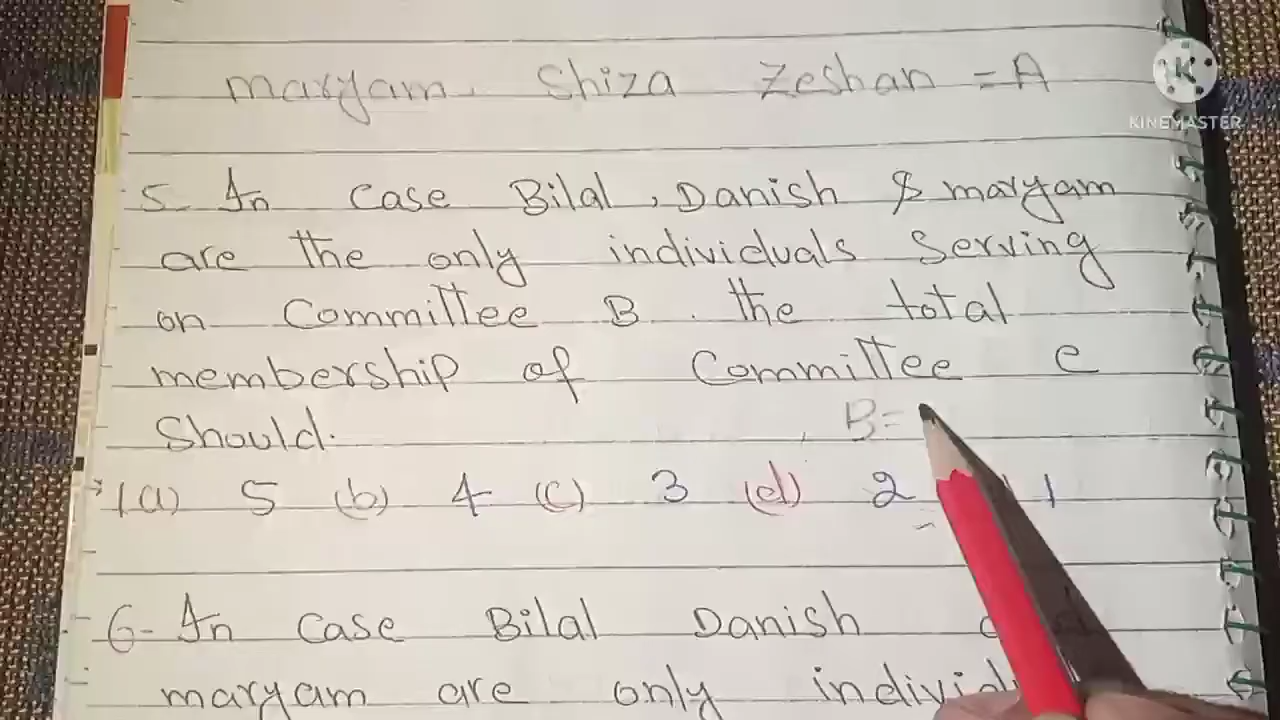 maryam, Shiza Zeshan = A
KINEMASTER
5- In Case Bilal, Danish & maryam
are the only individuals Serving
on Committee B. the total
membership of Committee C
Should.
B=
(a) 5 (b) 4 (c) 3 (d) 2 1
6- In Case Bilal Danish
maryam are only individ